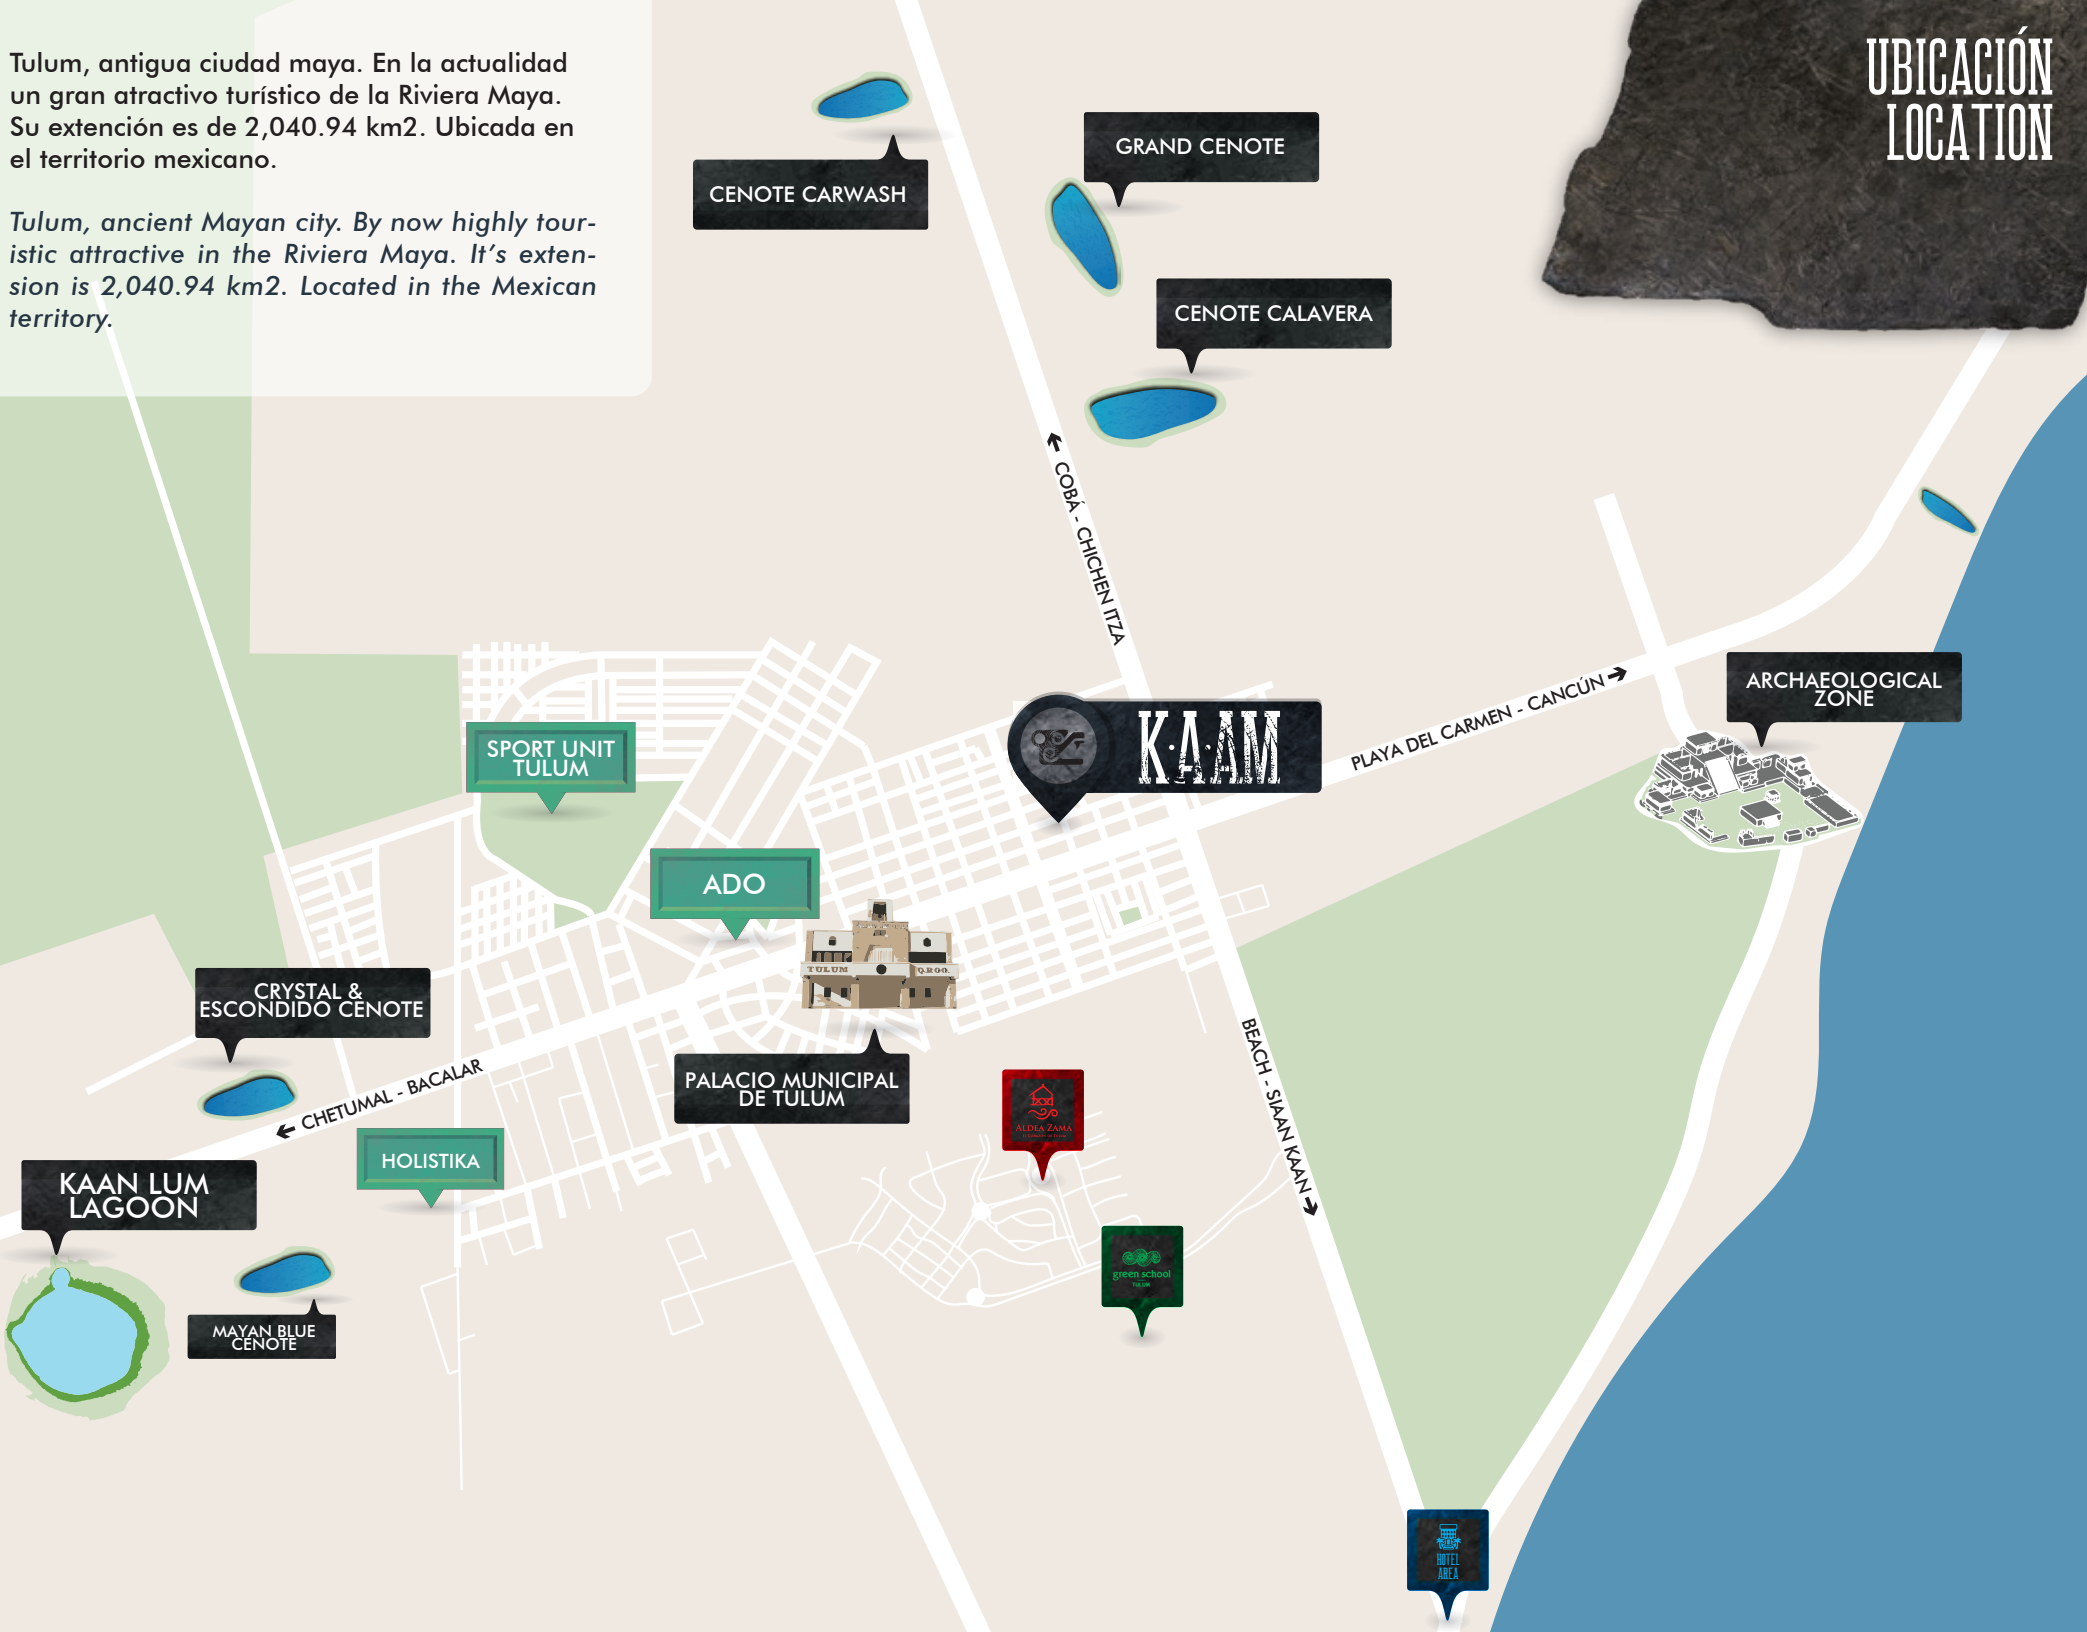 Tulum, antigua ciudad maya. En la actualidad
un gran atractivo turístico de la Riviera Maya.
Su extención es de 2,040.94 km2. Ubicada en
el territorio mexicano.
Tulum, ancient Mayan city. By now highly tour-
istic attractive in the Riviera Maya. It's exten-
sion is 2,040.94 km2. Located in the Mexican
territory.
UBICACIÓN
LOCATION
CENOTE CARWASH
GRAND CENOTE
CENOTE CALAVERA
COBÁ - CHICHEN ITZA
PLAYA DEL CARMEN - CANCÚN
ARCHAEOLOGICAL
ZONE
K·A·AM
SPORT UNIT
TULUM
ADO
TULUM
Q.ROO.
CRYSTAL &
ESCONDIDO CENOTE
CHETUMAL - BACALAR
PALACIO MUNICIPAL
DE TULUM
BEACH - SIAAN KAAN
ALDEA ZAMÁ
HOLISTIKA
KAAN LUM
LAGOON
green school
TULUM
MAYAN BLUE
CENOTE
HOTEL
AREA